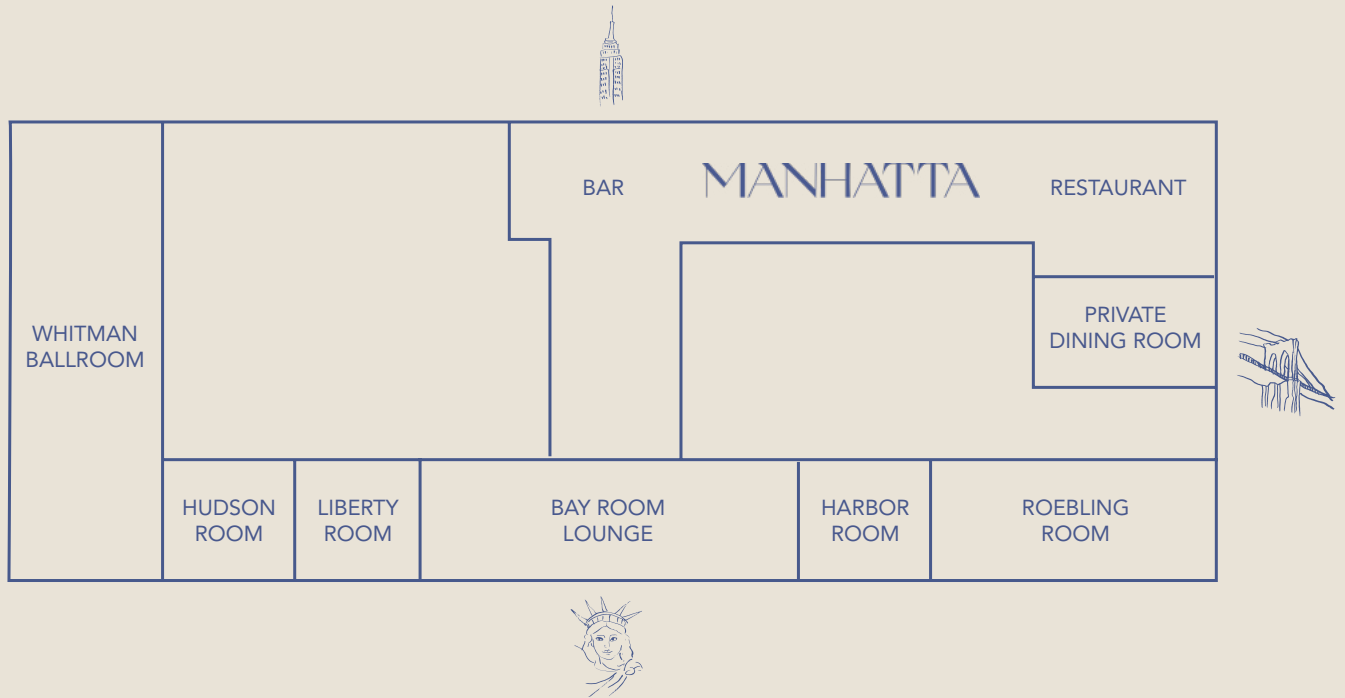 BAR
MANHATTA
RESTAURANT
PRIVATE
DINING ROOM
WHITMAN
BALLROOM
HUDSON
ROOM
LIBERTY
ROOM
BAY ROOM
LOUNGE
HARBOR
ROOM
ROEBLING
ROOM